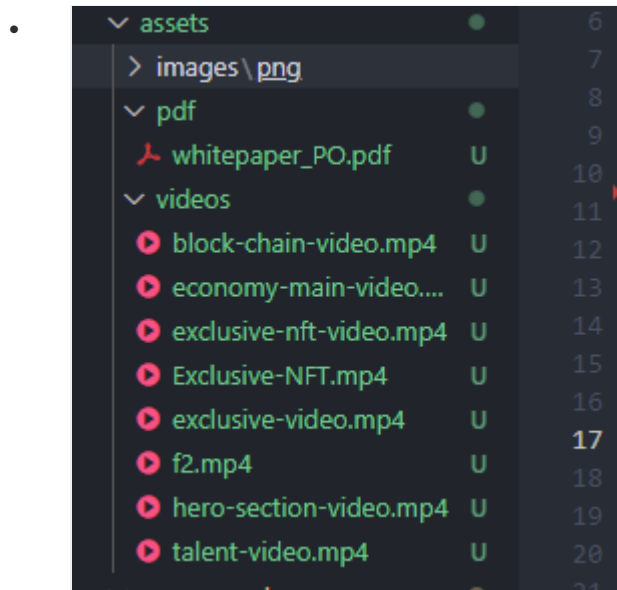 assets
6
images\png
7
pdf
8
9
whitepaper_PO.pdf U
10
videos
11
block-chain-video.mp4 U
12
economy-main-video.... U
13
exclusive-nft-video.mp4 U
14
Exclusive-NFT.mp4 U
15
16
exclusive-video.mp4 U
17
f2.mp4 U
18
hero-section-video.mp4 U
19
talent-video.mp4 U
20